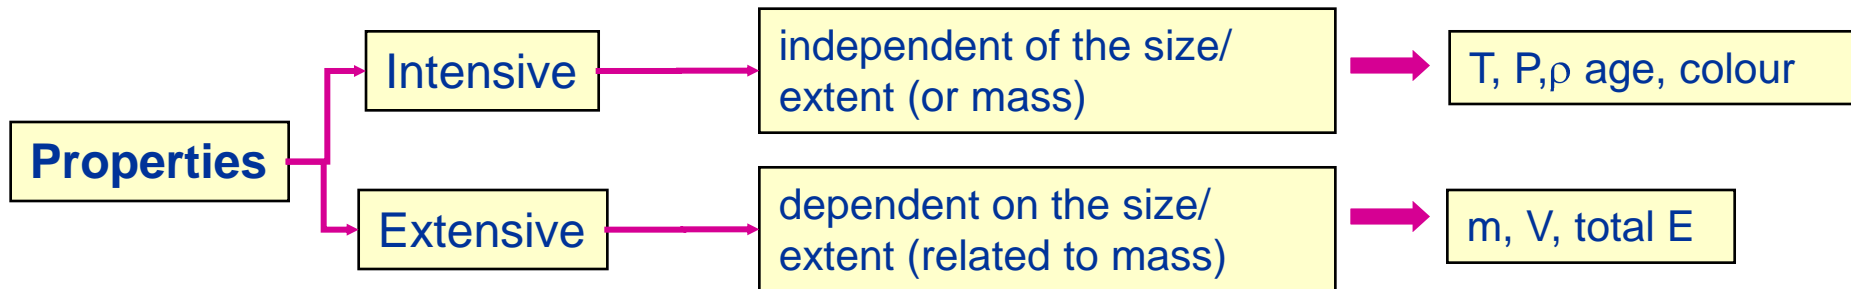 Properties
Intensive
independent of the size/
extent (or mass)
T, P,ρ age, colour
Extensive
dependent on the size/
extent (related to mass)
m, V, total E